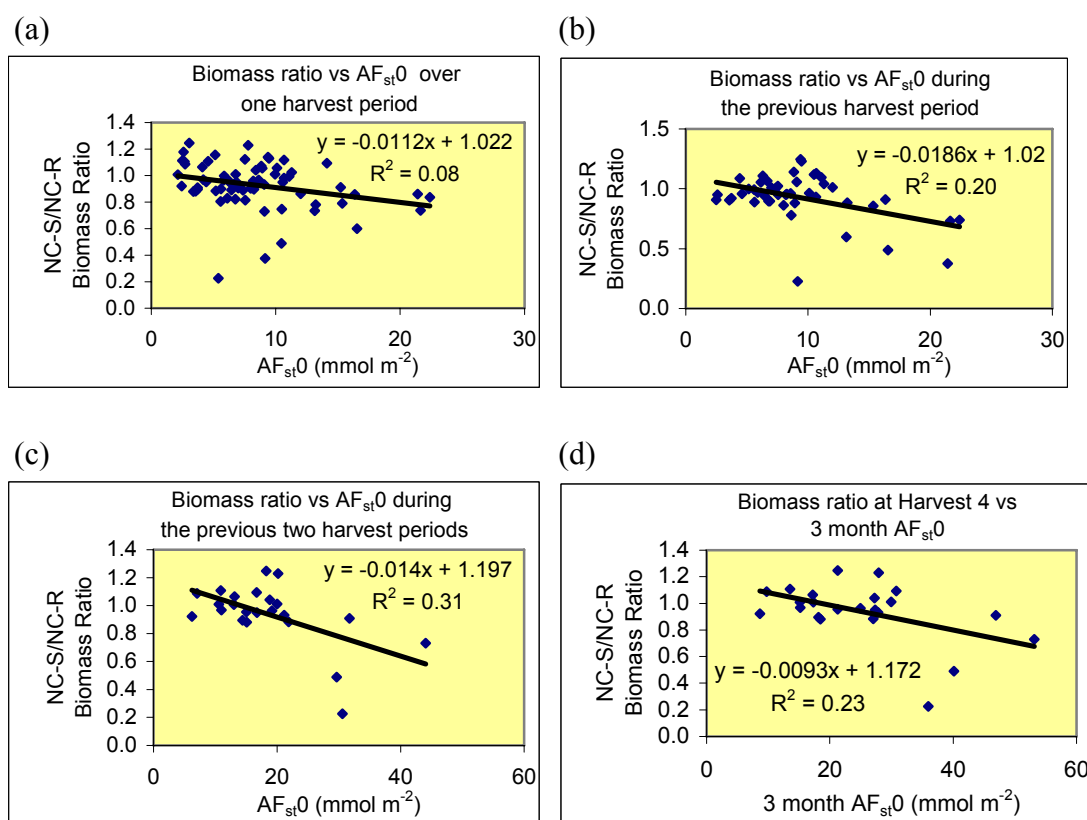 (a)
Biomass ratio vs AFst0 over
one harvest period
y = -0.0112x + 1.022
R2 = 0.08
NC-S/NC-R
Biomass Ratio
1.4
1.2
1.0
0.8
0.6
0.4
0.2
0.0
0 10 20 30
AFst0 (mmol m-2)
(b)
Biomass ratio vs AFst0 during
the previous harvest period
y = -0.0186x + 1.02
R2 = 0.20
NC-S/NC-R
Biomass Ratio
1.5
1.0
0.5
0.0
0 10 20 30
AFst0 (mmol m-2)
(c)
Biomass ratio vs AFst0 during
the previous two harvest periods
y = -0.014x + 1.197
R2 = 0.31
NC-S/NC-R
Biomass Ratio
1.4
1.2
1.0
0.8
0.6
0.4
0.2
0.0
0 20 40 60
AFst0 (mmol m-2)
(d)
Biomass ratio at Harvest 4 vs
3 month AFst0
y = -0.0093x + 1.172
R2 = 0.23
NC-S/NC-R
Biomass Ratio
1.4
1.2
1.0
0.8
0.6
0.4
0.2
0.0
0 20 40 60
3 month AFst0 (mmol m-2)